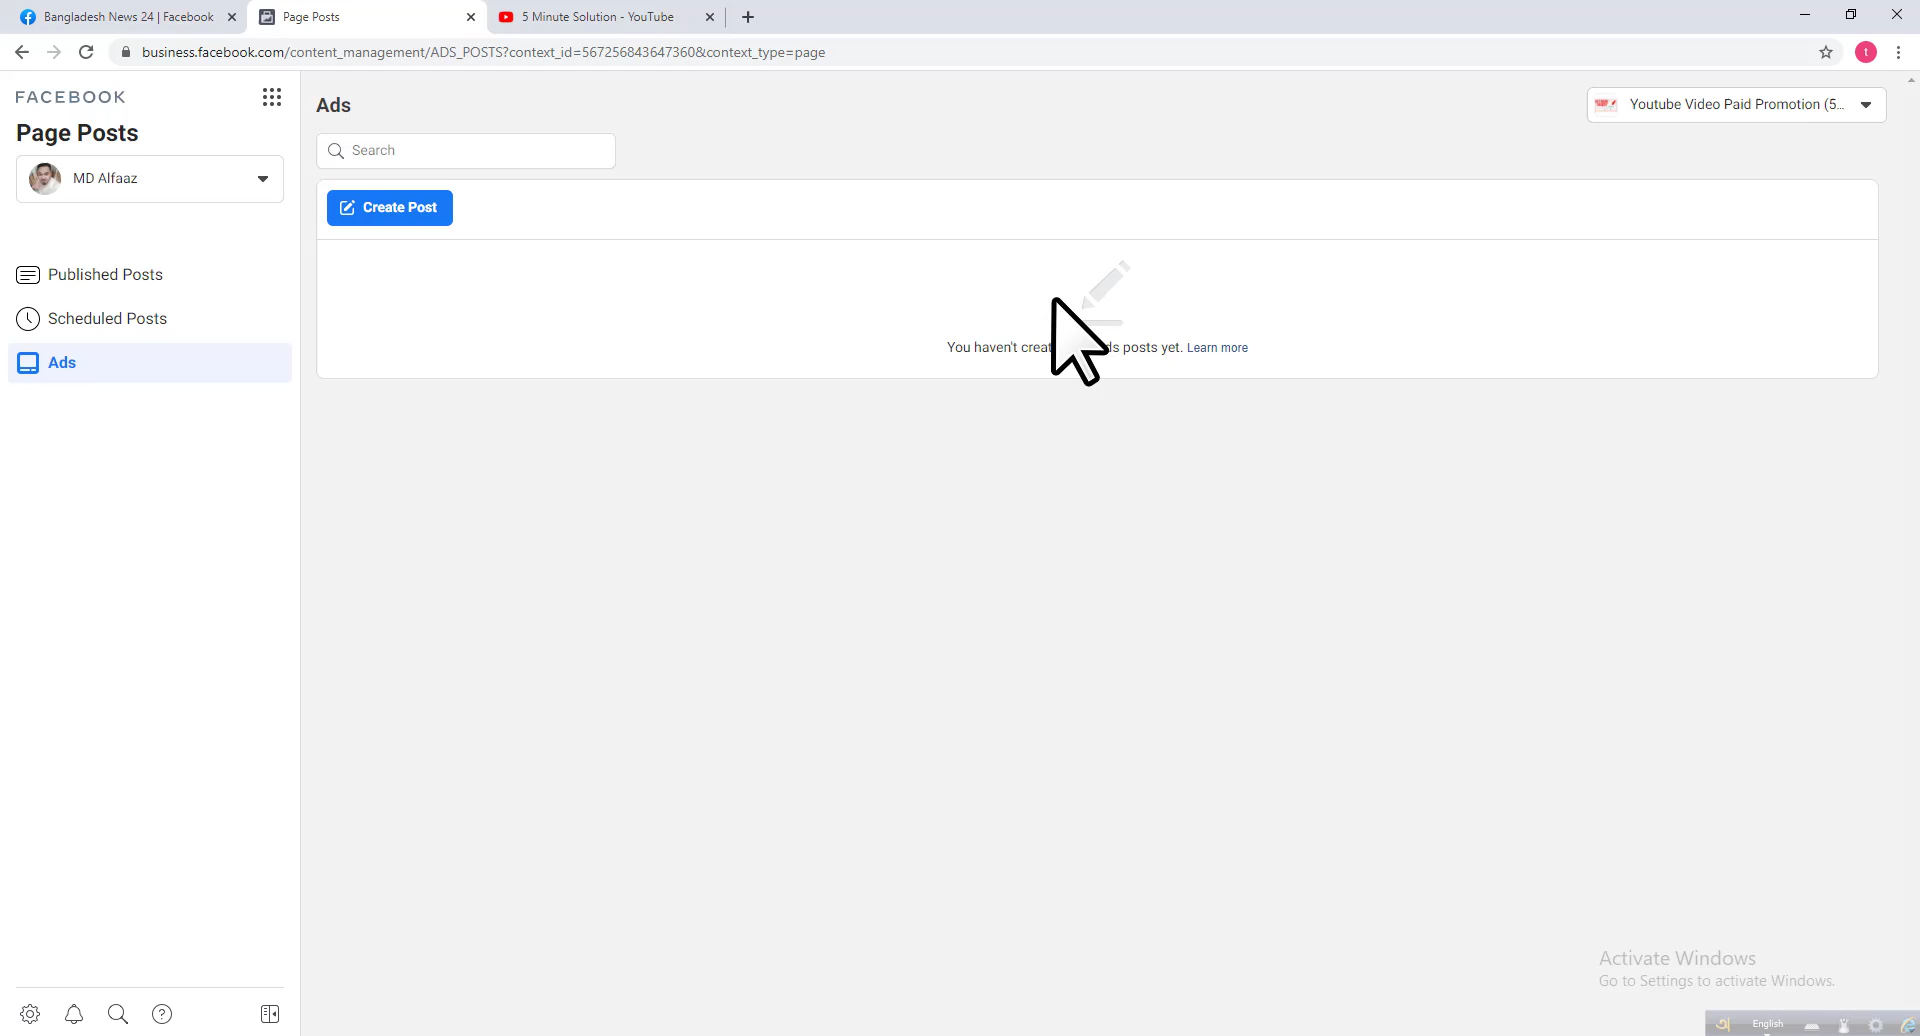 Bangladesh News 24 | Facebook
Page Posts
5 Minute Solution - YouTube
business.facebook.com/content_management/ADS_POSTS?context_id=567256843647360&context_type=page
t
FACEBOOK
Page Posts
MD Alfaaz
Published Posts
Scheduled Posts
Ads
Ads
Youtube Video Paid Promotion (5...
Search
Create Post
You haven't creat ds posts yet. Learn more
Activate Windows
Go to Settings to activate Windows.
English